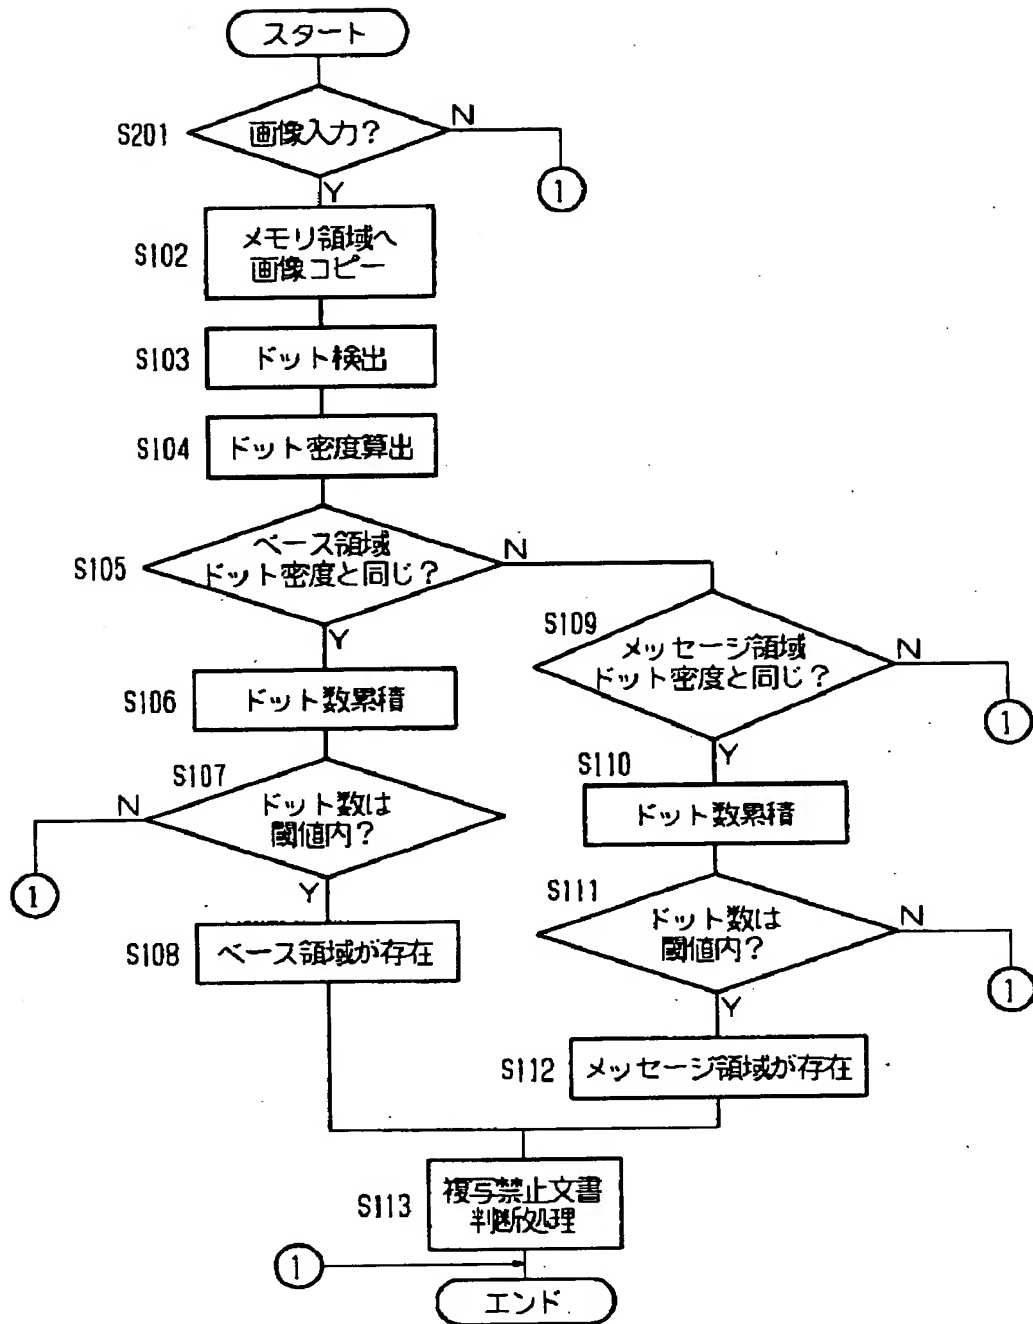 スタート
S201
画像入力?
N
①
Y
S102
メモリ領域へ
画像コピー
S103
ドット検出
S104
ドット密度算出
S105
ベース領域
ドット密度と同じ?
N
Y
S109
メッセージ領域
ドット密度と同じ?
N
①
Y
S106
ドット数累積
S107
ドット数は
閾値内?
N
①
Y
S108
ベース領域が存在
S110
ドット数累積
S111
ドット数は
閾値内?
N
①
Y
S112
メッセージ領域が存在
S113
複写禁止文書
判断処理
①
エンド